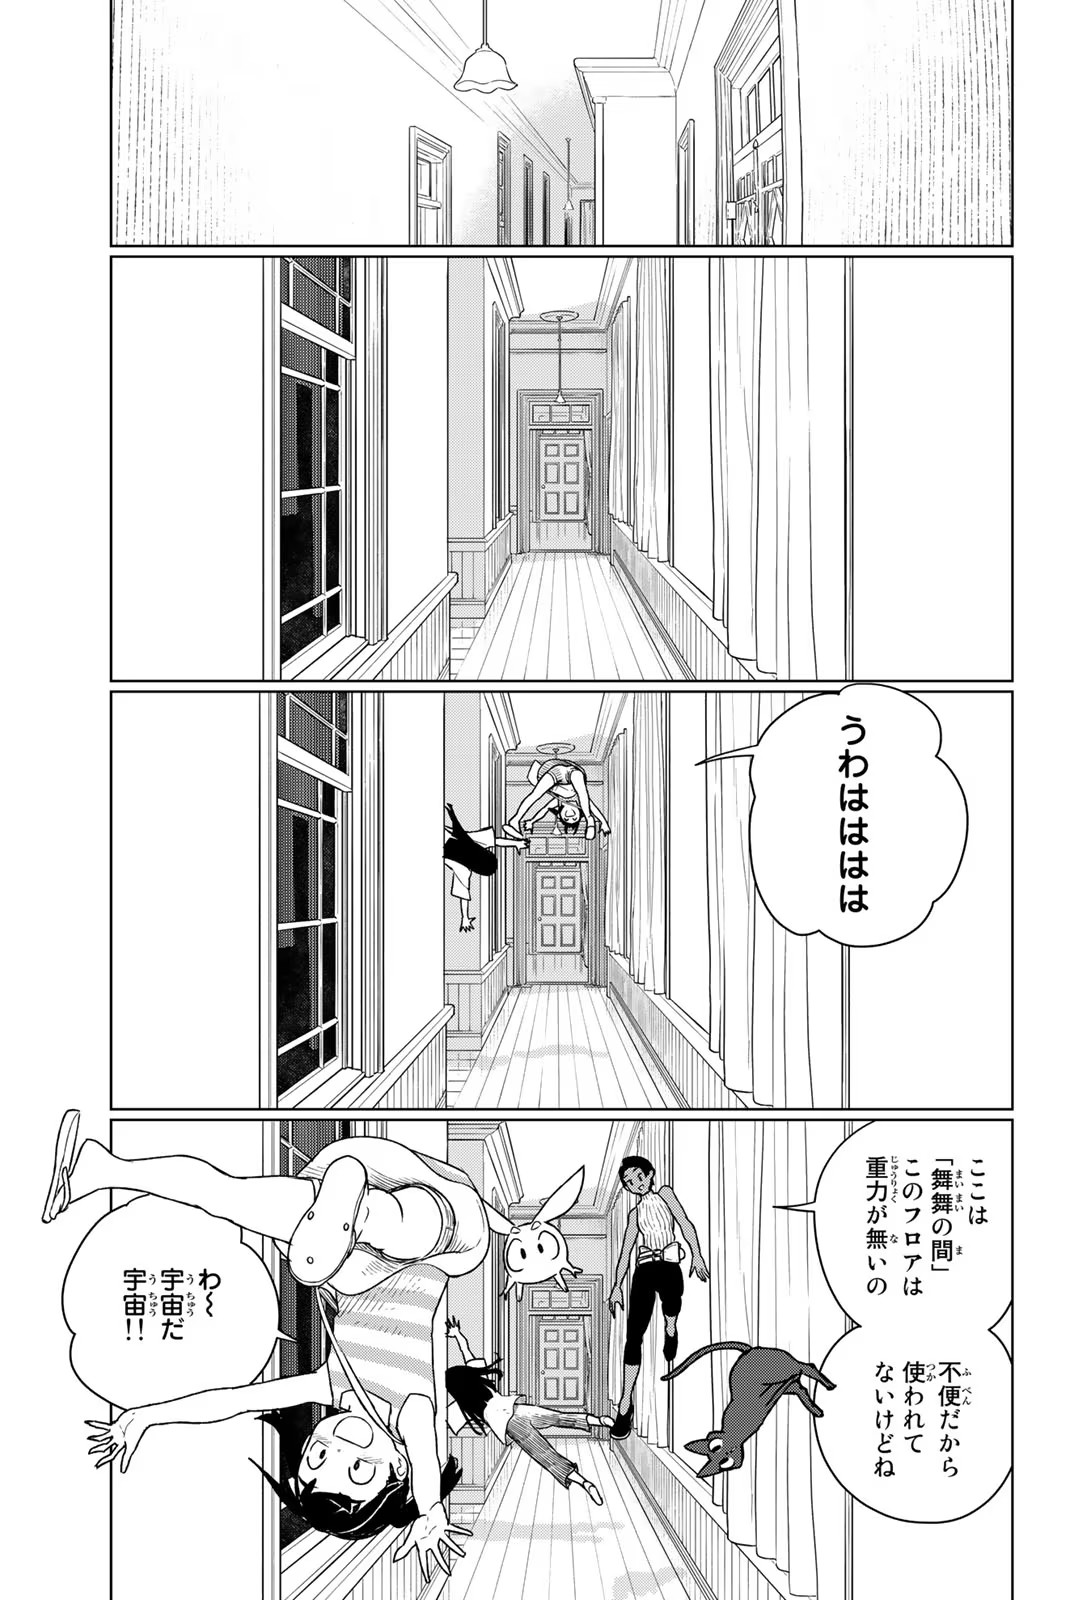 うわはははは
ここは
「舞舞の間」
このフロアは
重力が無いの
不便だから
使われて
ないけどね
わ～
宇宙だ
宇宙!!